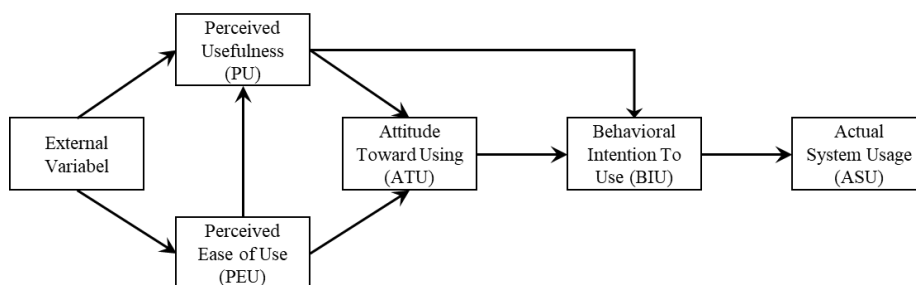 Perceived
Usefulness
(PU)
External
Variabel
Attitude
Toward Using
(ATU)
Behavioral
Intention To
Use (BIU)
Actual
System Usage
(ASU)
Perceived
Ease of Use
(PEU)